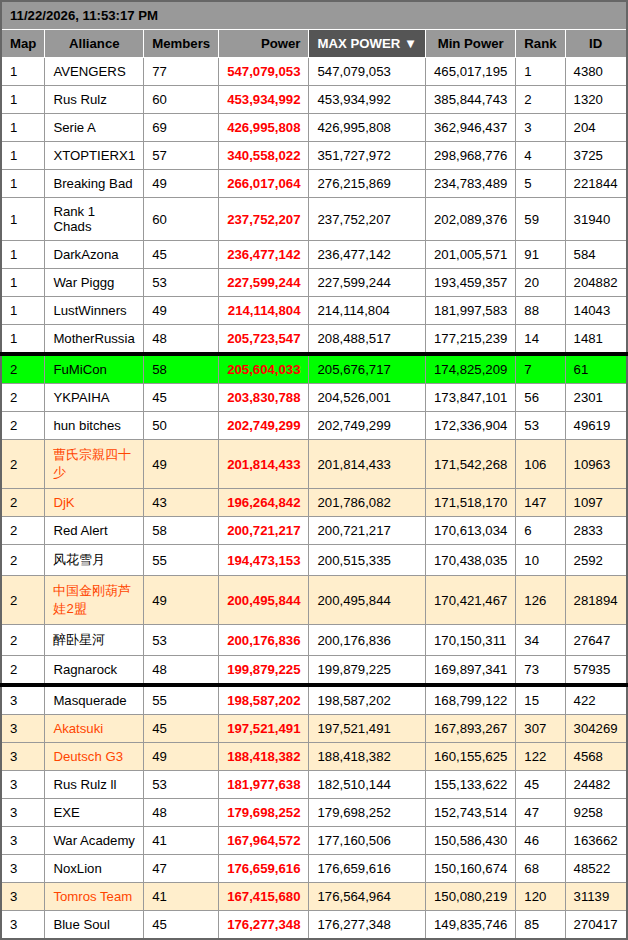 11/22/2026, 11:53:17 PM
Map Alliance Members Power MAX POWER ▼ Min Power Rank ID
1 AVENGERS 77 547,079,053 547,079,053 465,017,195 1 4380
1 Rus Rulz 60 453,934,992 453,934,992 385,844,743 2 1320
1 Serie A 69 426,995,808 426,995,808 362,946,437 3 204
1 XTOPTIERX1 57 340,558,022 351,727,972 298,968,776 4 3725
1 Breaking Bad 49 266,017,064 276,215,869 234,783,489 5 221844
1 Rank 1
Chads 60 237,752,207 237,752,207 202,089,376 59 31940
1 DarkAzona 45 236,477,142 236,477,142 201,005,571 91 584
1 War Piggg 53 227,599,244 227,599,244 193,459,357 20 204882
1 LustWinners 49 214,114,804 214,114,804 181,997,583 88 14043
1 MotherRussia 48 205,723,547 208,488,517 177,215,239 14 1481
2 FuMiCon 58 205,604,033 205,676,717 174,825,209 7 61
2 YKPAIHA 45 203,830,788 204,526,001 173,847,101 56 2301
2 hun bitches 50 202,749,299 202,749,299 172,336,904 53 49619
2 曹氏宗親四十
少 49 201,814,433 201,814,433 171,542,268 106 10963
2 DjK 43 196,264,842 201,786,082 171,518,170 147 1097
2 Red Alert 58 200,721,217 200,721,217 170,613,034 6 2833
2 风花雪月 55 194,473,153 200,515,335 170,438,035 10 2592
2 中国金刚葫芦
娃2盟 49 200,495,844 200,495,844 170,421,467 126 281894
2 醉卧星河 53 200,176,836 200,176,836 170,150,311 34 27647
2 Ragnarock 48 199,879,225 199,879,225 169,897,341 73 57935
3 Masquerade 55 198,587,202 198,587,202 168,799,122 15 422
3 Akatsuki 45 197,521,491 197,521,491 167,893,267 307 304269
3 Deutsch G3 49 188,418,382 188,418,382 160,155,625 122 4568
3 Rus Rulz ll 53 181,977,638 182,510,144 155,133,622 45 24482
3 EXE 48 179,698,252 179,698,252 152,743,514 47 9258
3 War Academy 41 167,964,572 177,160,506 150,586,430 46 163662
3 NoxLion 47 176,659,616 176,659,616 150,160,674 68 48522
3 Tomros Team 41 167,415,680 176,564,964 150,080,219 120 31139
3 Blue Soul 45 176,277,348 176,277,348 149,835,746 85 270417